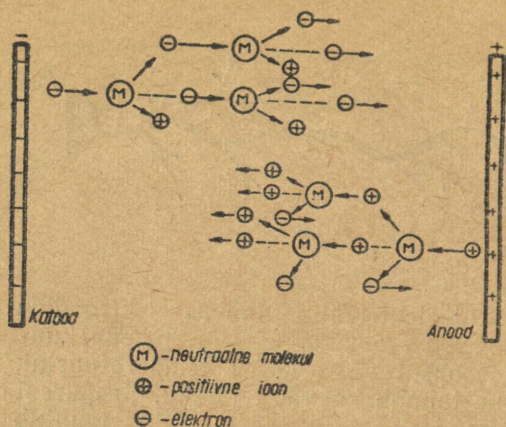 Katood
Anood
M - neutraalne molekul
⊕ - positiivne ioon
⊖ - elektron